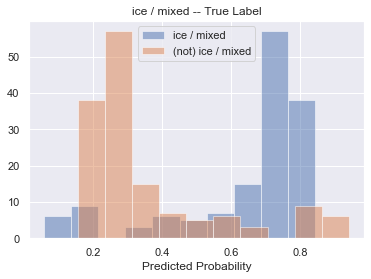 ice / mixed -- True Label
ice / mixed
(not) ice / mixed
50
40
30
20
10
0
0.2 0.4 0.6 0.8
Predicted Probability